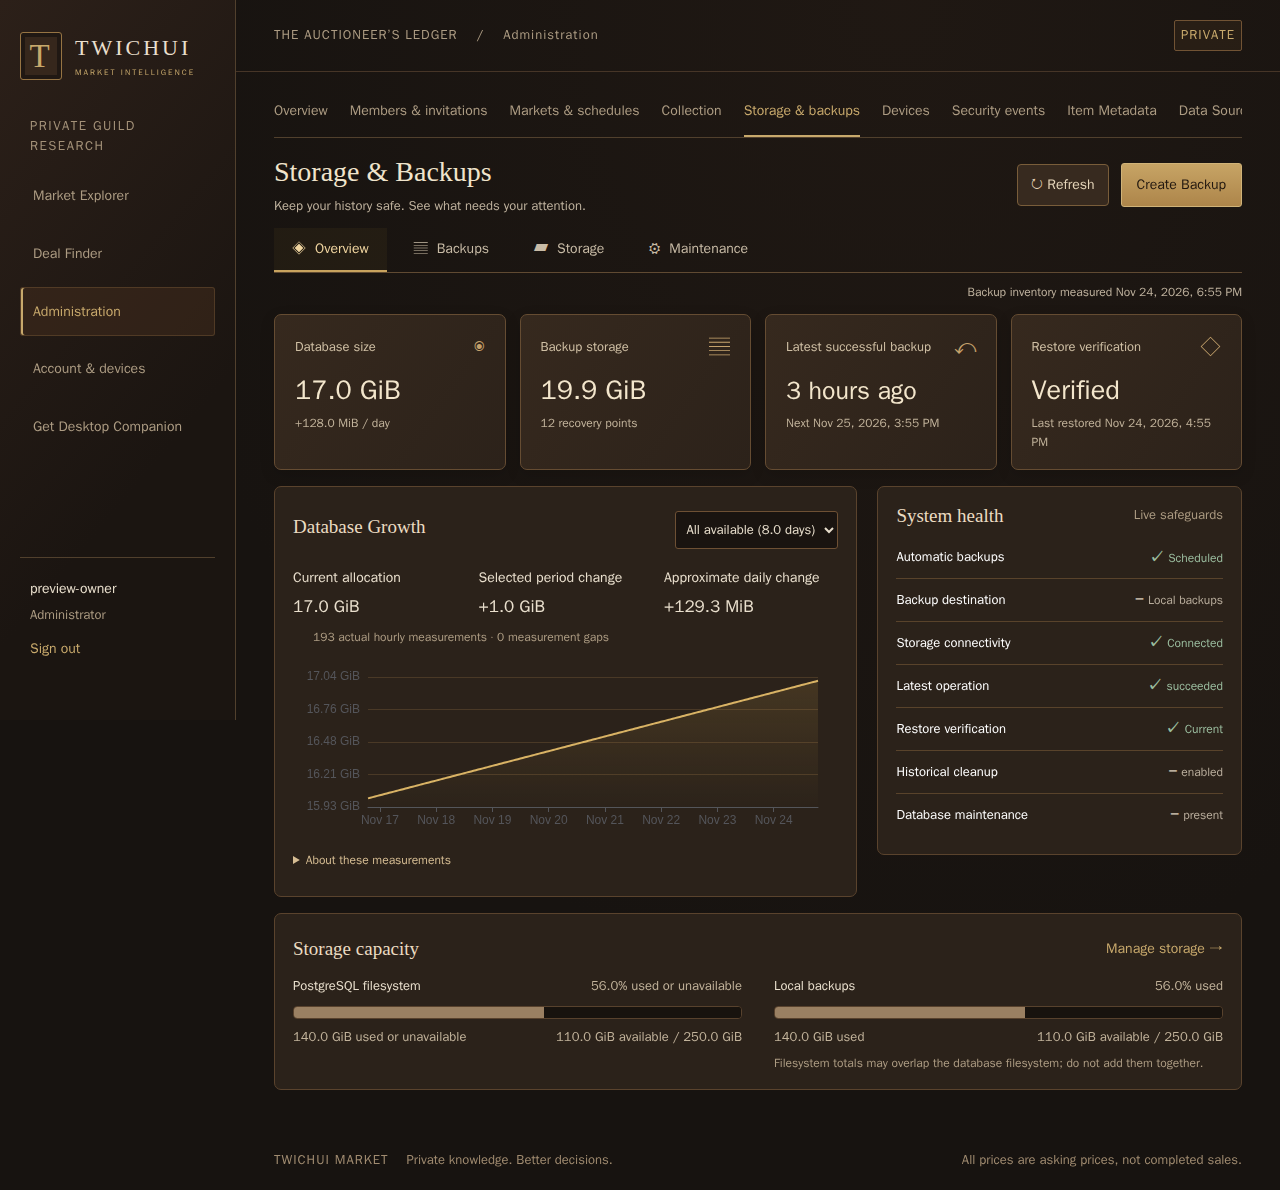 T
TWICHUI
MARKET INTELLIGENCE
PRIVATE GUILD
RESEARCH
Market Explorer
Deal Finder
Administration
Account & devices
Get Desktop Companion
preview-owner
Administrator
Sign out
THE AUCTIONEER'S LEDGER / Administration
PRIVATE
Overview Members & invitations Markets & schedules Collection Storage & backups Devices Security events Item Metadata Data Sourc
Storage & Backups
Keep your history safe. See what needs your attention.
↻ Refresh
Create Backup
Overview Backups Storage Maintenance
Backup inventory measured Nov 24, 2026, 6:55 PM
Database size
17.0 GiB
+128.0 MiB / day
Backup storage
19.9 GiB
12 recovery points
Latest successful backup
3 hours ago
Next Nov 25, 2026, 3:55 PM
Restore verification
Verified
Last restored Nov 24, 2026, 4:55
PM
Database Growth
All available (8.0 days)
Current allocation Selected period change Approximate daily change
17.0 GiB +1.0 GiB +129.3 MiB
193 actual hourly measurements · 0 measurement gaps
17.04 GiB
16.76 GiB
16.48 GiB
16.21 GiB
15.93 GiB
Nov 17 Nov 18 Nov 19 Nov 20 Nov 21 Nov 22 Nov 23 Nov 24
▶ About these measurements
System health Live safeguards
Automatic backups ✓ Scheduled
Backup destination – Local backups
Storage connectivity ✓ Connected
Latest operation ✓ succeeded
Restore verification ✓ Current
Historical cleanup – enabled
Database maintenance – present
Storage capacity Manage storage →
PostgreSQL filesystem 56.0% used or unavailable
140.0 GiB used or unavailable 110.0 GiB available / 250.0 GiB
Local backups 56.0% used
140.0 GiB used 110.0 GiB available / 250.0 GiB
Filesystem totals may overlap the database filesystem; do not add them together.
TWICHUI MARKET Private knowledge. Better decisions.
All prices are asking prices, not completed sales.